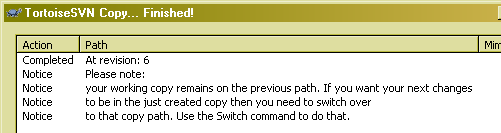 TortoiseSVN Copy... Finished!
Action Path Mim
Completed At revision: 6
Notice Please note:
Notice your working copy remains on the previous path. If you want your next changes
Notice to be in the just created copy then you need to switch over
Notice to that copy path. Use the Switch command to do that.